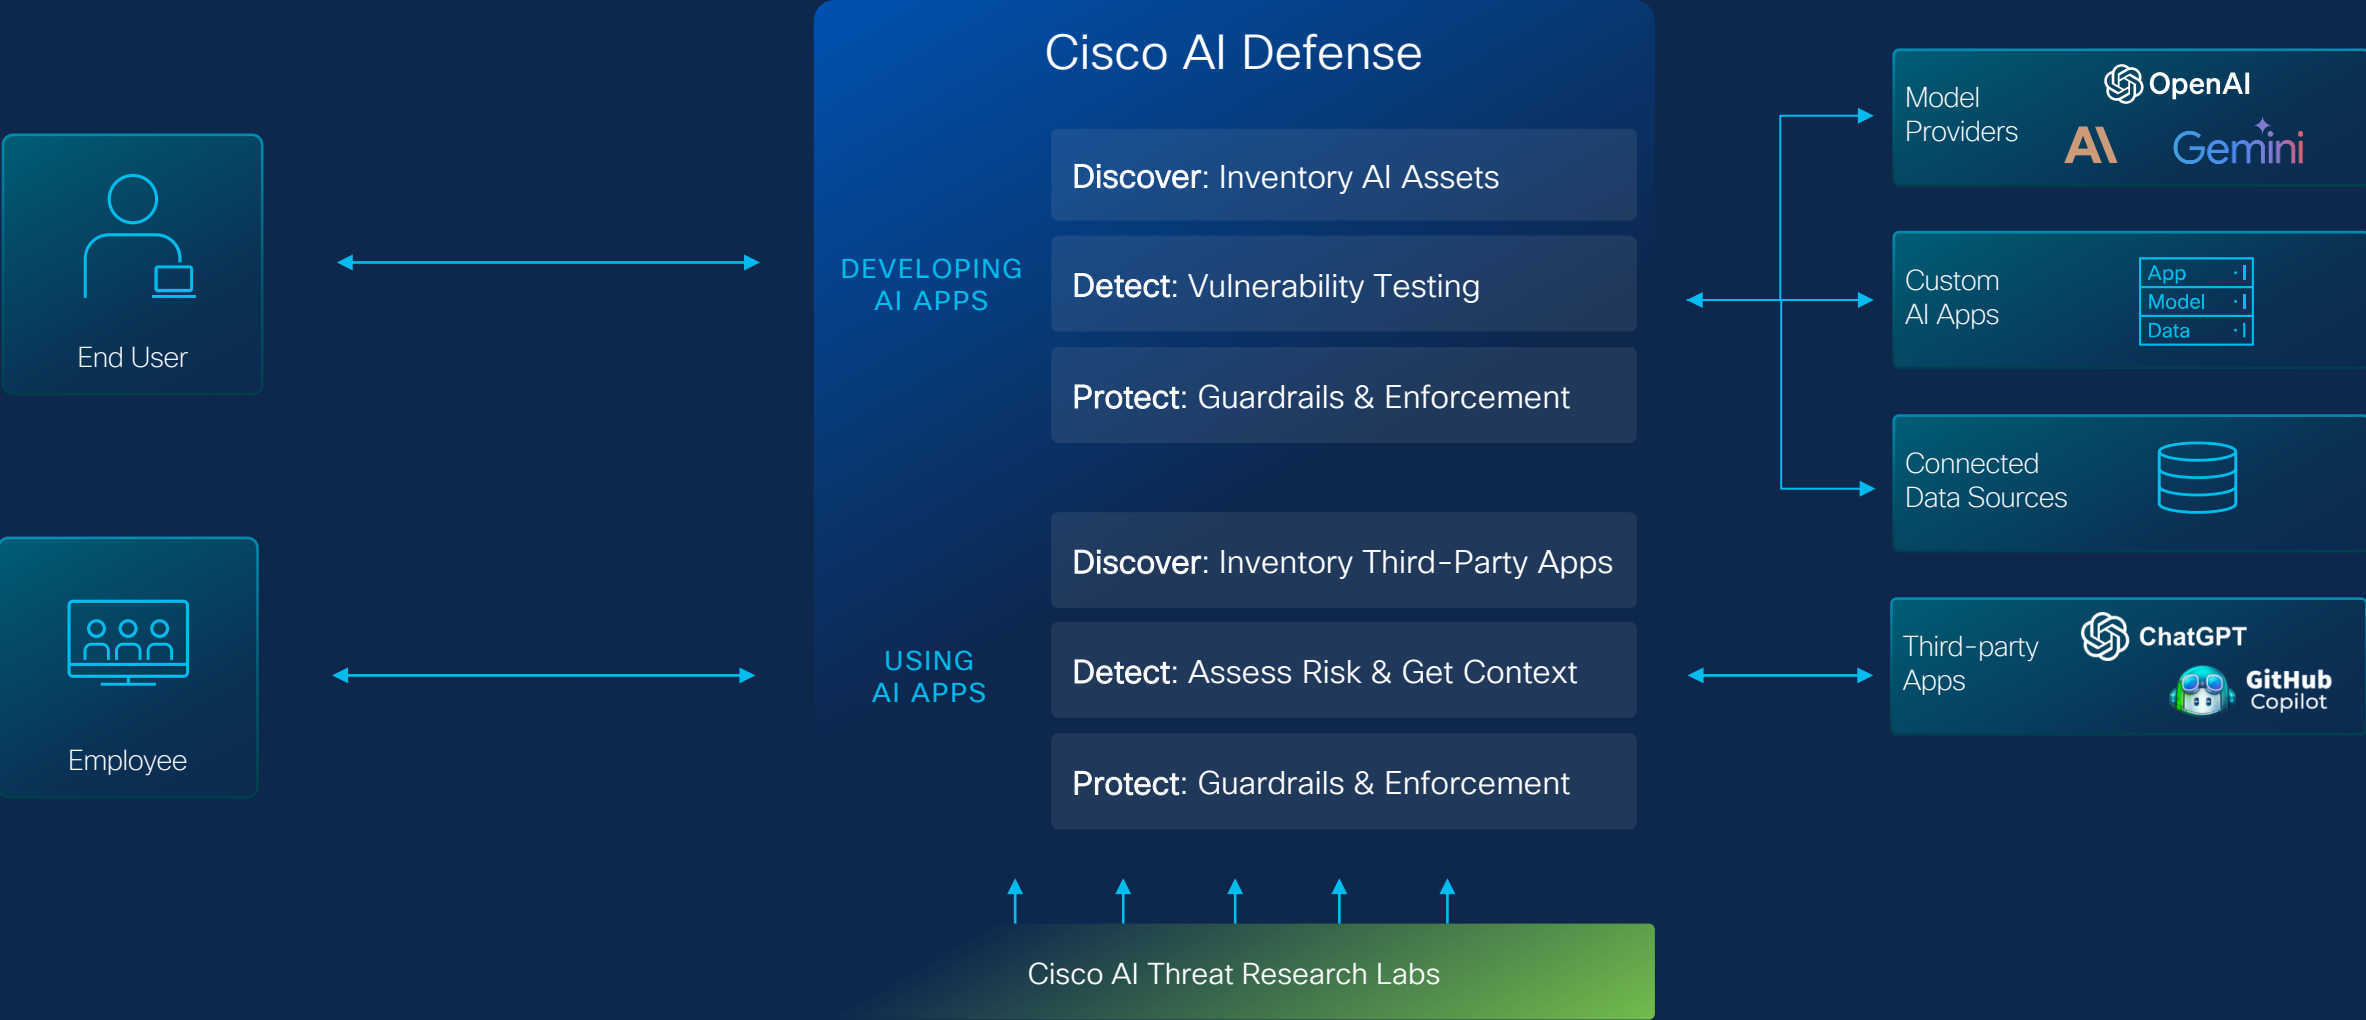 Cisco AI Defense
End User
Employee
DEVELOPING
AI APPS
Discover: Inventory AI Assets
Detect: Vulnerability Testing
Protect: Guardrails & Enforcement
USING
AI APPS
Discover: Inventory Third-Party Apps
Detect: Assess Risk & Get Context
Protect: Guardrails & Enforcement
Cisco AI Threat Research Labs
Model
Providers
OpenAI
AI
Gemini
Custom
AI Apps
App
Model
Data
Connected
Data Sources
Third-party
Apps
ChatGPT
GitHub
Copilot